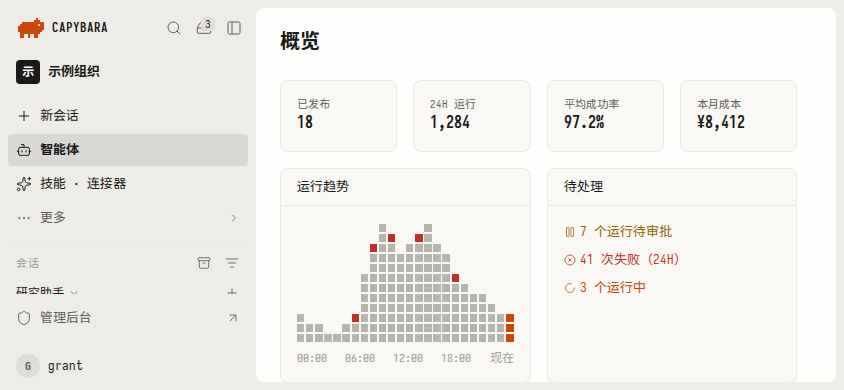 CAPYBARA
3
示 示例组织
新会话
智能体
技能 · 连接器
更多
会话
研究助手
管理后台
G grant
概览
已发布
18
24H 运行
1,284
平均成功率
97.2%
本月成本
¥8,412
运行趋势
00:00 06:00 12:00 18:00 现在
待处理
7 个运行待审批
41 次失败 (24H)
3 个运行中